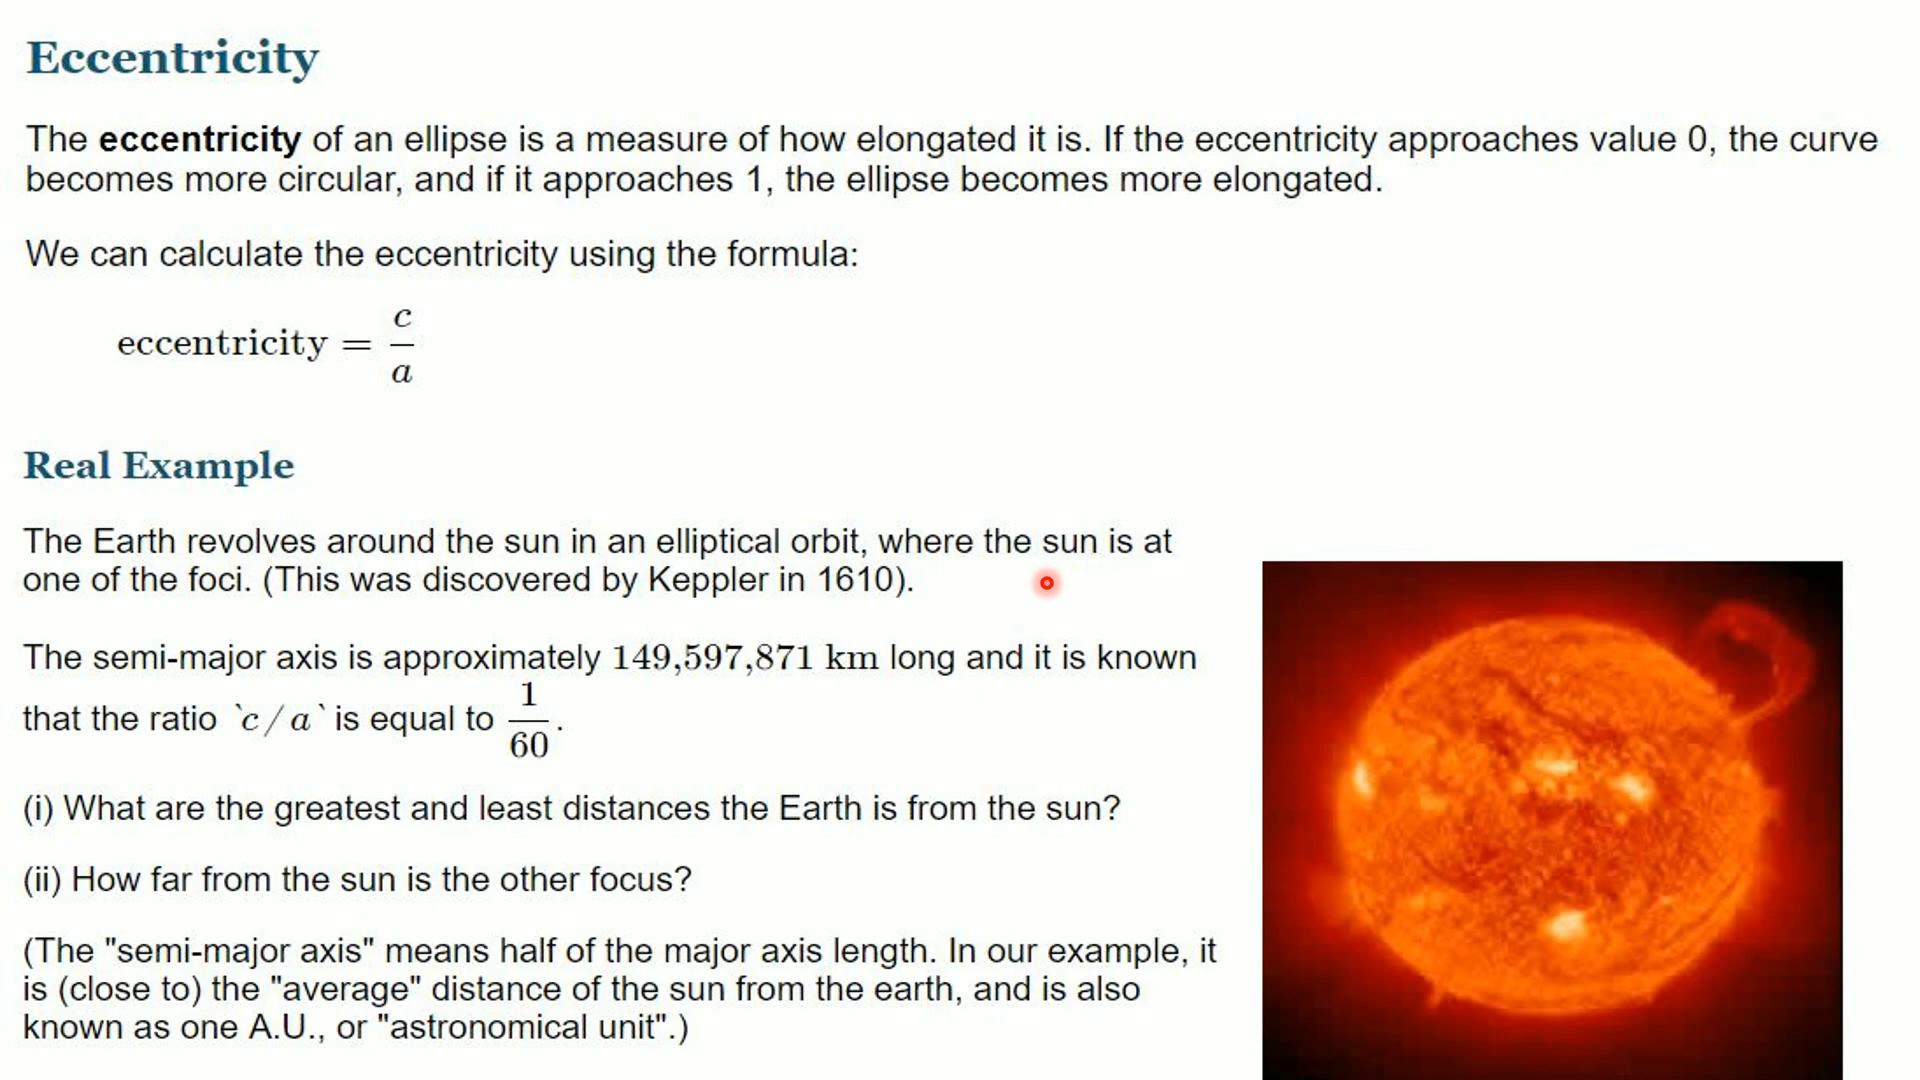 Eccentricity
The eccentricity of an ellipse is a measure of how elongated it is. If the eccentricity approaches value 0, the curve
becomes more circular, and if it approaches 1, the ellipse becomes more elongated.
We can calculate the eccentricity using the formula:
eccentricity = c/a
Real Example
The Earth revolves around the sun in an elliptical orbit, where the sun is at
one of the foci. (This was discovered by Keppler in 1610).
The semi-major axis is approximately 149,597,871 km long and it is known
that the ratio `c/a` is equal to 1/60.
(i) What are the greatest and least distances the Earth is from the sun?
(ii) How far from the sun is the other focus?
(The "semi-major axis" means half of the major axis length. In our example, it
is (close to) the "average" distance of the sun from the earth, and is also
known as one A.U., or "astronomical unit".)